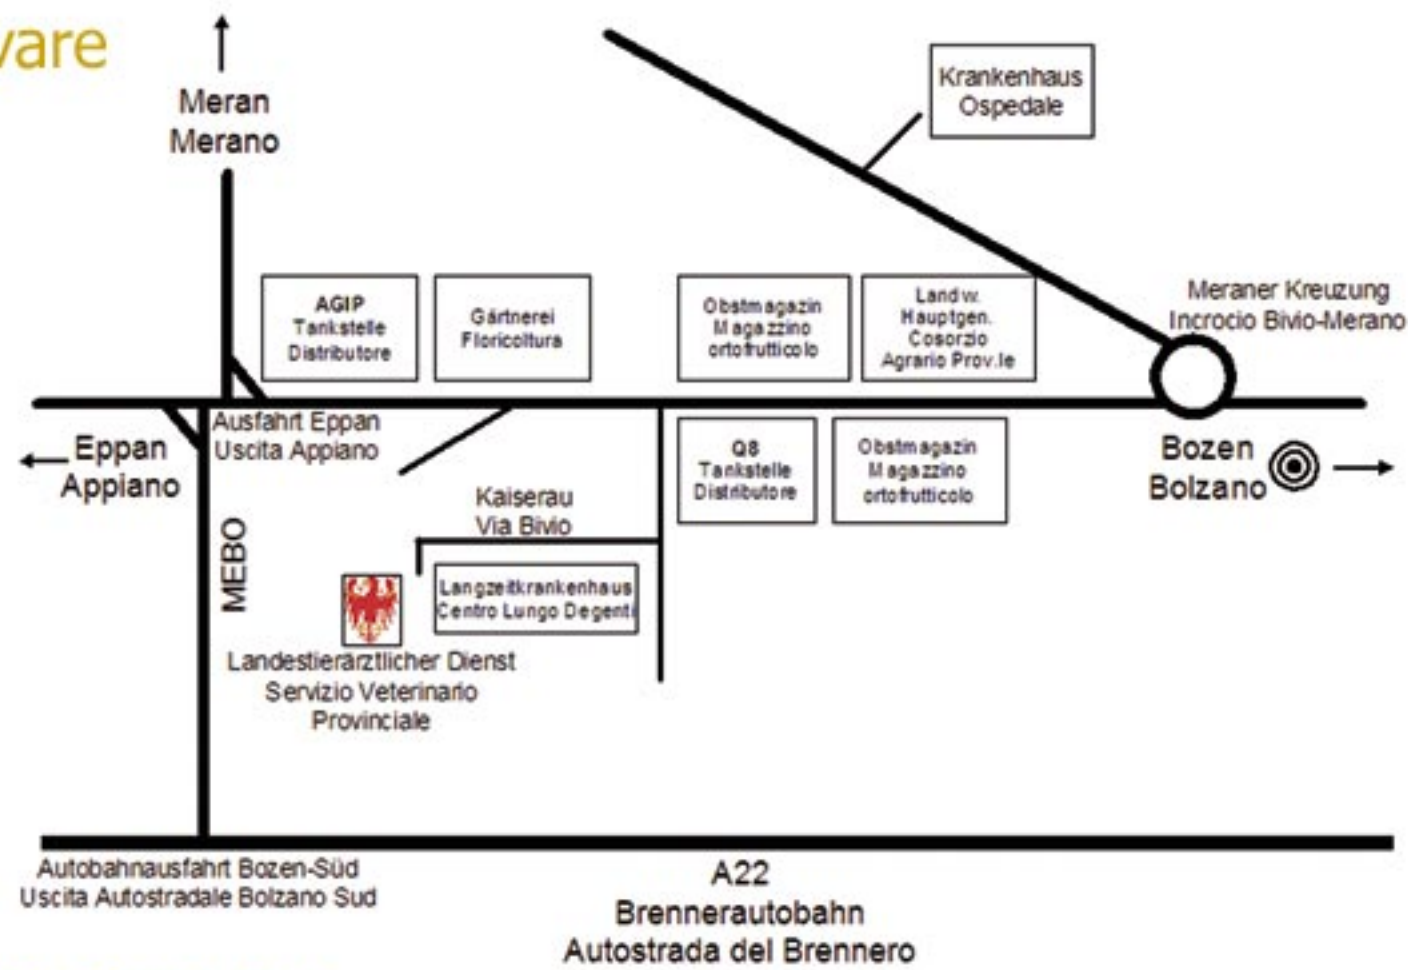 vare
Meran
Merano
Krankenhaus
Ospedale
AGIP
Tankstelle
Distributore
Gärtnerei
Floricoltura
Obstmagazin
Magazzino
ortofrutticolo
Landw.
Hauptgen.
Cosorzio
Agrario Prov.le
Meraner Kreuzung
Incrocio Bivio-Merano
Ausfahrt Eppan
Uscita Appiano
Eppan
Appiano
Q8
Tankstelle
Distributore
Obstmagazin
Magazzino
ortofrutticolo
Bozen
Bolzano
Kaiserau
Via Bivio
MEBO
Langzeitkrankenhaus
Centro Lungo Degenti
Landestierärztlicher Dienst
Servizio Veterinario
Provinciale
Autobahnausfahrt Bozen-Süd
Uscita Autostradale Bolzano Sud
A22
Brennerautobahn
Autostrada del Brennero